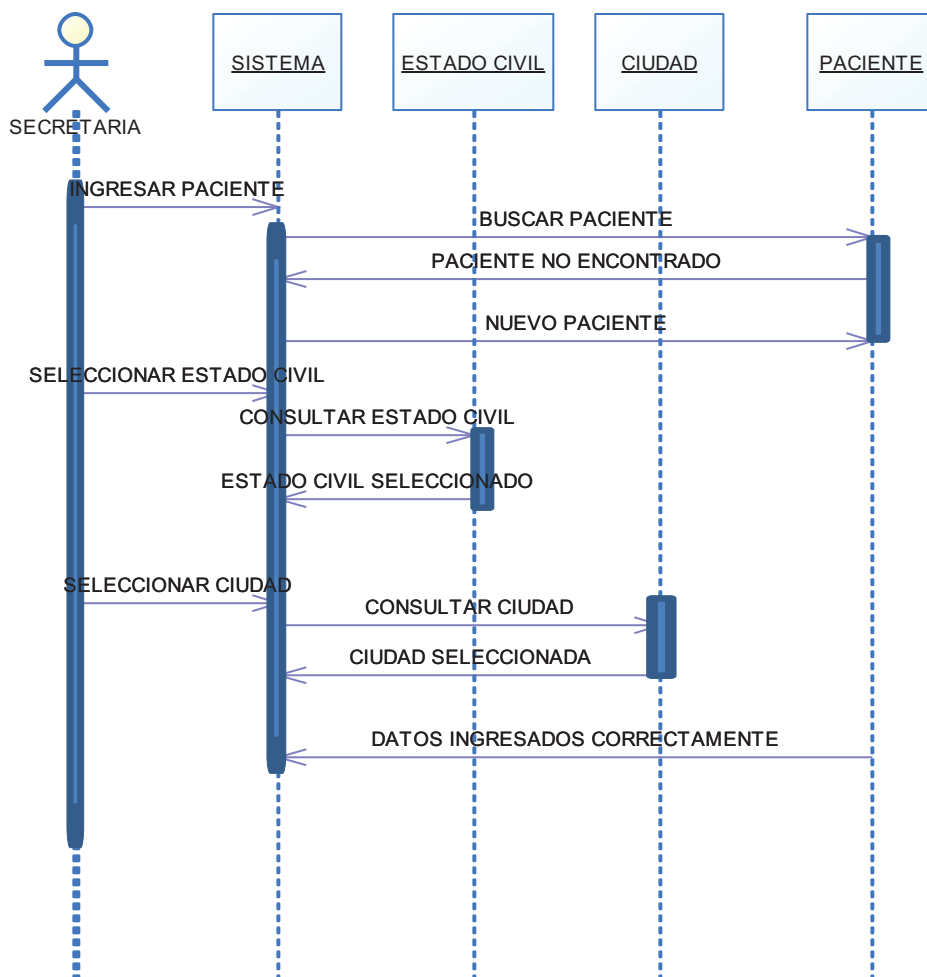 SISTEMA
ESTADO CIVIL
CIUDAD
PACIENTE
SECRETARIA
INGRESAR PACIENTE
BUSCAR PACIENTE
PACIENTE NO ENCONTRADO
NUEVO PACIENTE
SELECCIONAR ESTADO CIVIL
CONSULTAR ESTADO CIVIL
ESTADO CIVIL SELECCIONADO
SELECCIONAR CIUDAD
CONSULTAR CIUDAD
CIUDAD SELECCIONADA
DATOS INGRESADOS CORRECTAMENTE